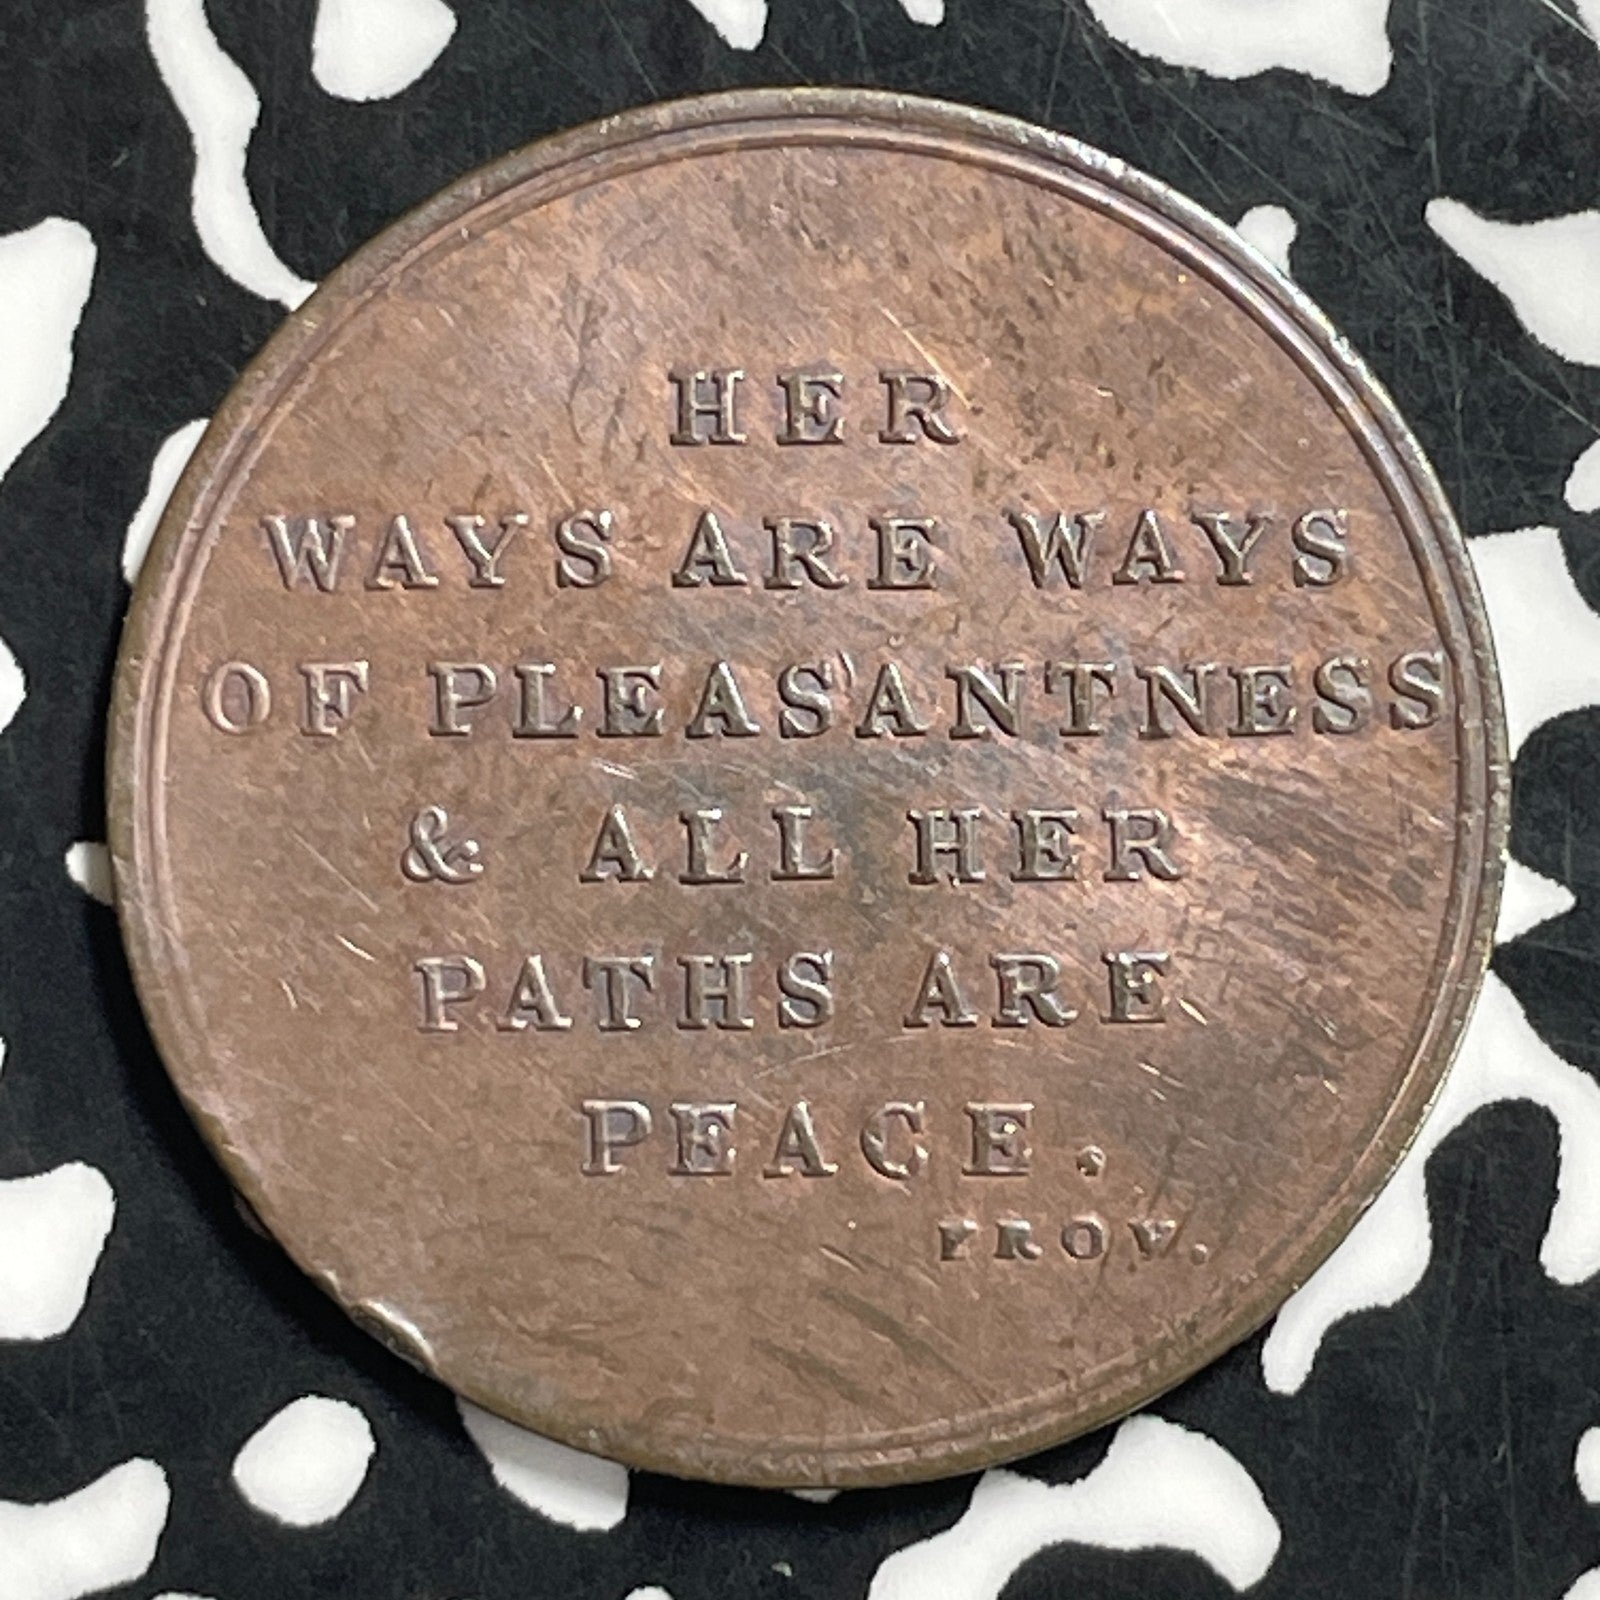 HER
WAYS ARE WAYS
OF PLEASANTNESS
& ALL HER
PATHS ARE
PEACE.
PROV.